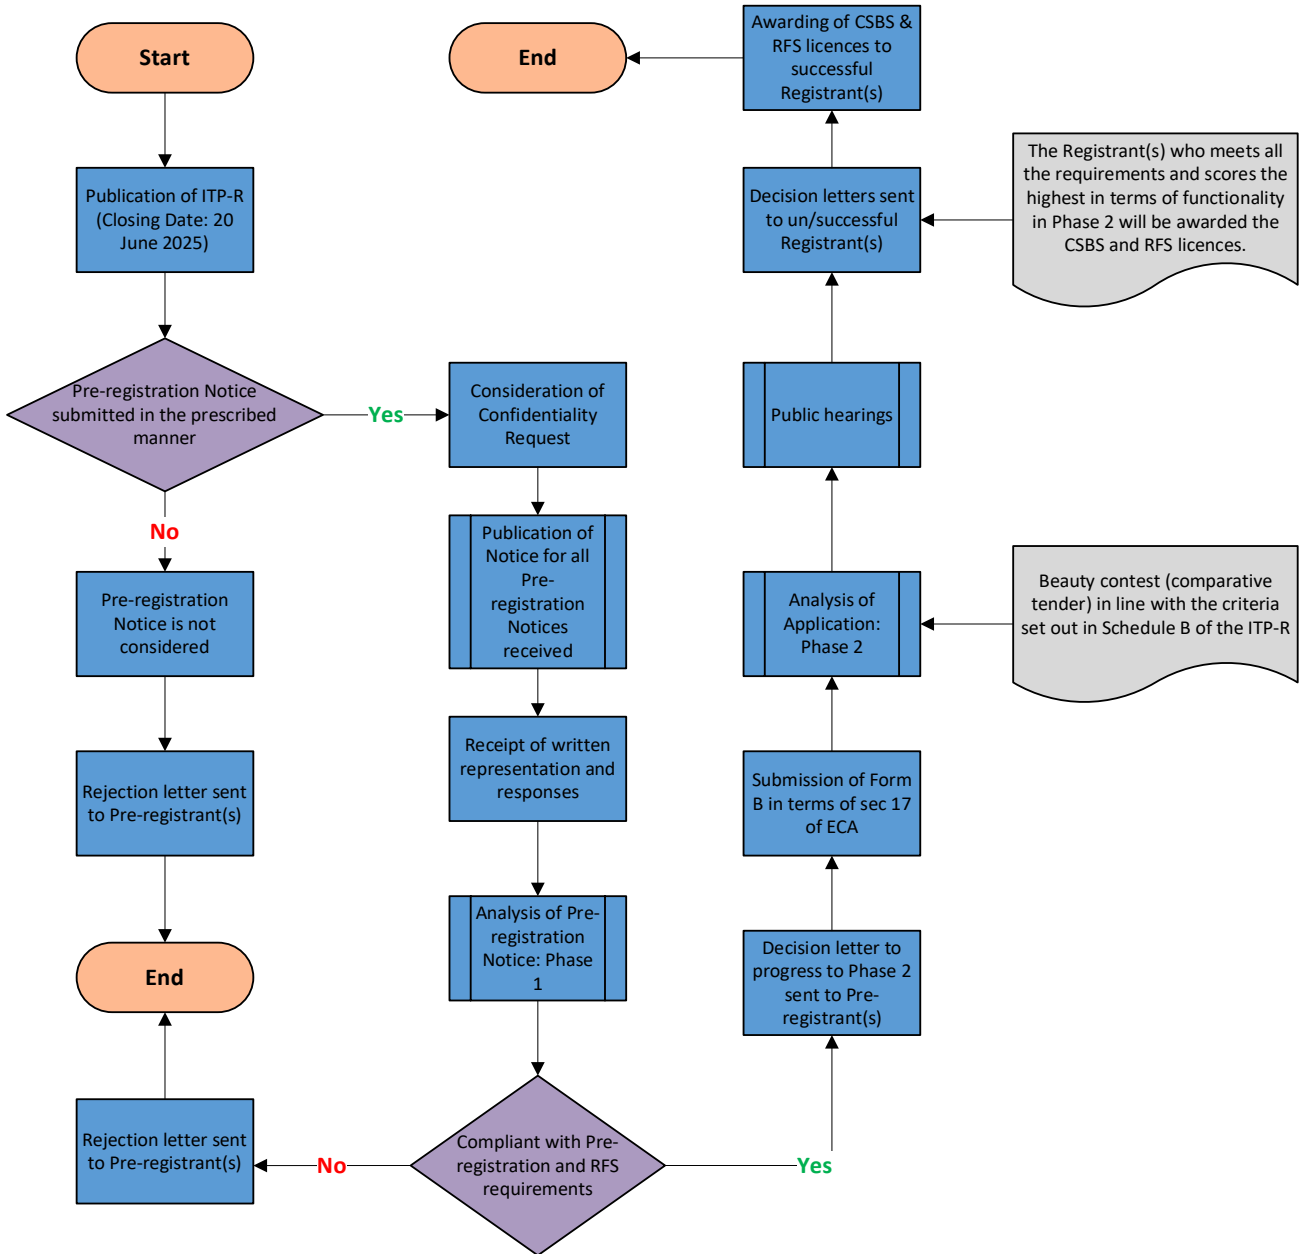 Start
Publication of ITP-R
(Closing Date: 20
June 2025)
Pre-registration Notice
submitted in the prescribed
manner
Yes
No
Pre-registration
Notice is not
considered
Rejection letter sent
to Pre-registrant(s)
End
Rejection letter sent
to Pre-registrant(s)
Consideration of
Confidentiality
Request
Publication of
Notice for all
Pre-
registration
Notices
received
Receipt of written
representation and
responses
Analysis of Pre-
registration
Notice: Phase
1
Compliant with Pre-
registration and RFS
requirements
No
Yes
Decision letter to
progress to Phase 2
sent to Pre-
registrant(s)
Submission of Form
B in terms of sec 17
of ECA
Analysis of
Application:
Phase 2
Beauty contest (comparative
tender) in line with the criteria
set out in Schedule B of the ITP-R
Public hearings
Decision letters sent
to un/successful
Registrant(s)
The Registrant(s) who meets all
the requirements and scores the
highest in terms of functionality
in Phase 2 will be awarded the
CSBS and RFS licences.
Awarding of CSBS &
RFS licences to
successful
Registrant(s)
End